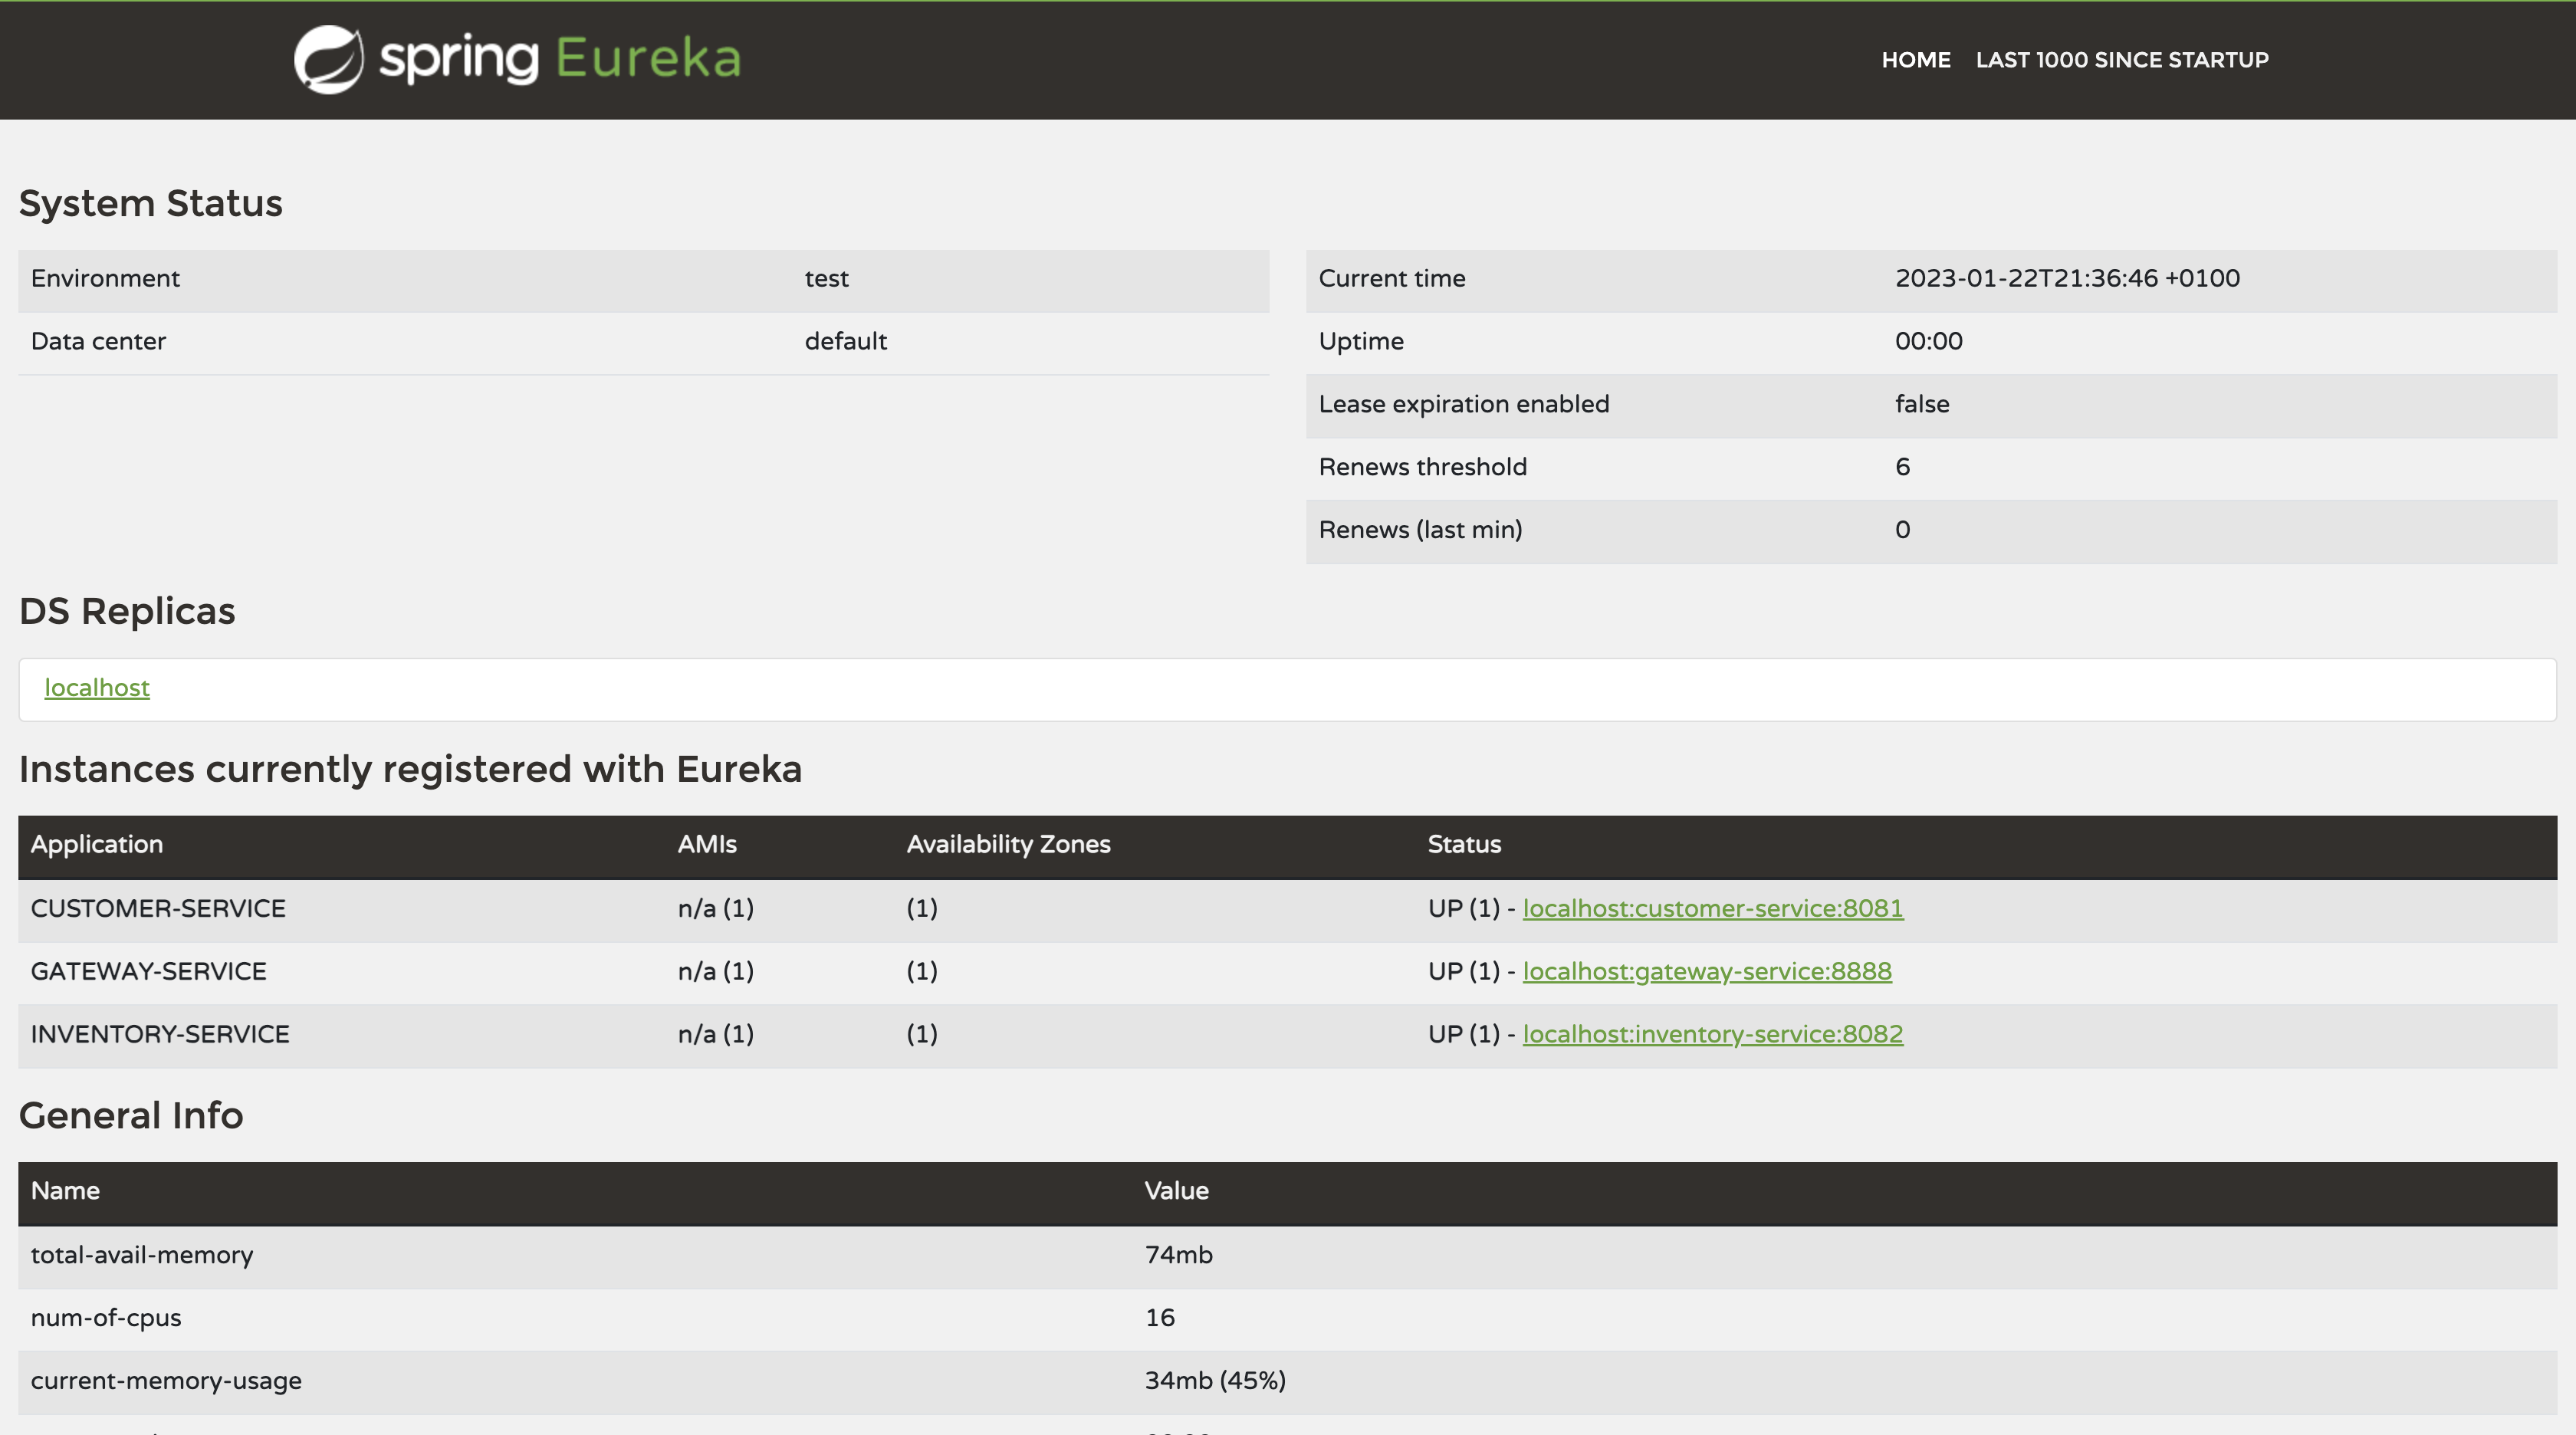 spring Eureka
HOME LAST 1000 SINCE STARTUP
System Status
Environment test
Data center default
Current time 2023-01-22T21:36:46 +0100
Uptime 00:00
Lease expiration enabled false
Renews threshold 6
Renews (last min) 0
DS Replicas
localhost
Instances currently registered with Eureka
Application AMIs Availability Zones Status
CUSTOMER-SERVICE n/a (1) (1) UP (1) - localhost:customer-service:8081
GATEWAY-SERVICE n/a (1) (1) UP (1) - localhost:gateway-service:8888
INVENTORY-SERVICE n/a (1) (1) UP (1) - localhost:inventory-service:8082
General Info
Name Value
total-avail-memory 74mb
num-of-cpus 16
current-memory-usage 34mb (45%)